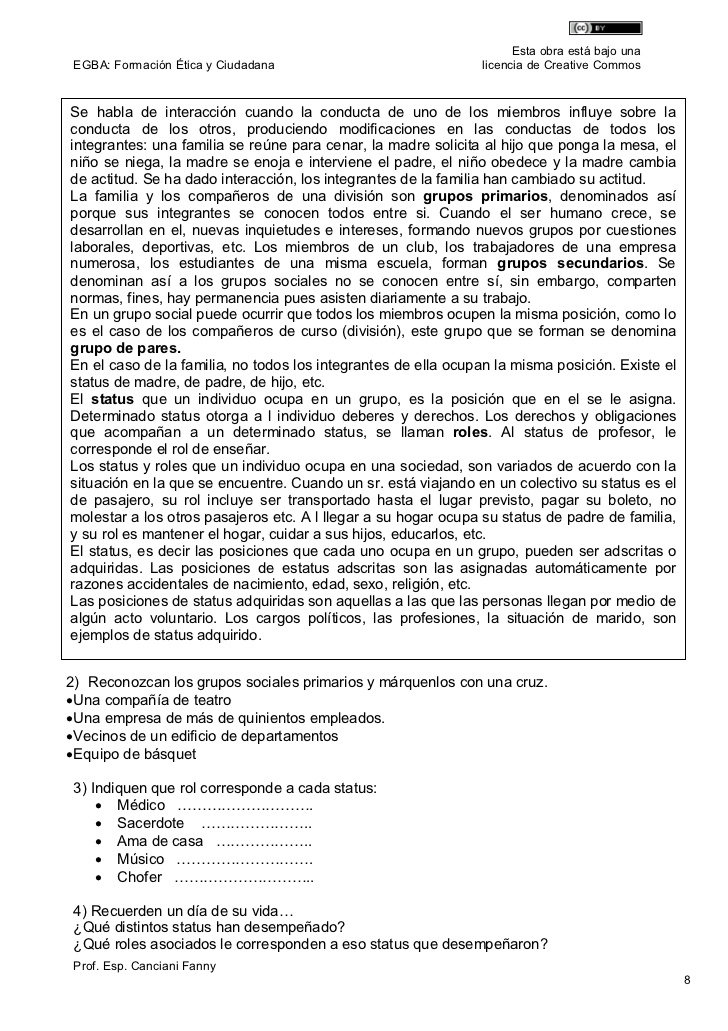 (cc) BY
Esta obra está bajo una
EGBA: Formación Ética y Ciudadana licencia de Creative Commos
Se habla de interacción cuando la conducta de uno de los miembros influye sobre la
conducta de los otros, produciendo modificaciones en las conductas de todos los
integrantes: una familia se reúne para cenar, la madre solicita al hijo que ponga la mesa, el
niño se niega, la madre se enoja e interviene el padre, el niño obedece y la madre cambia
de actitud. Se ha dado interacción, los integrantes de la familia han cambiado su actitud.
La familia y los compañeros de una división son grupos primarios, denominados así
porque sus integrantes se conocen todos entre si. Cuando el ser humano crece, se
desarrollan en el, nuevas inquietudes e intereses, formando nuevos grupos por cuestiones
laborales, deportivas, etc. Los miembros de un club, los trabajadores de una empresa
numerosa, los estudiantes de una misma escuela, forman grupos secundarios. Se
denominan así a los grupos sociales no se conocen entre sí, sin embargo, comparten
normas, fines, hay permanencia pues asisten diariamente a su trabajo.
En un grupo social puede ocurrir que todos los miembros ocupen la misma posición, como lo
es el caso de los compañeros de curso (división), este grupo que se forman se denomina
grupo de pares.
En el caso de la familia, no todos los integrantes de ella ocupan la misma posición. Existe el
status de madre, de padre, de hijo, etc.
El status que un individuo ocupa en un grupo, es la posición que en el se le asigna.
Determinado status otorga a l individuo deberes y derechos. Los derechos y obligaciones
que acompañan a un determinado status, se llaman roles. Al status de profesor, le
corresponde el rol de enseñar.
Los status y roles que un individuo ocupa en una sociedad, son variados de acuerdo con la
situación en la que se encuentre. Cuando un sr. está viajando en un colectivo su status es el
de pasajero, su rol incluye ser transportado hasta el lugar previsto, pagar su boleto, no
molestar a los otros pasajeros etc. A l llegar a su hogar ocupa su status de padre de familia,
y su rol es mantener el hogar, cuidar a sus hijos, educarlos, etc.
El status, es decir las posiciones que cada uno ocupa en un grupo, pueden ser adscritas o
adquiridas. Las posiciones de estatus adscritas son las asignadas automáticamente por
razones accidentales de nacimiento, edad, sexo, religión, etc.
Las posiciones de status adquiridas son aquellas a las que las personas llegan por medio de
algún acto voluntario. Los cargos políticos, las profesiones, la situación de marido, son
ejemplos de status adquirido.
2) Reconozcan los grupos sociales primarios y márquenlos con una cruz.
•Una compañía de teatro
•Una empresa de más de quinientos empleados.
•Vecinos de un edificio de departamentos
•Equipo de básquet
3) Indiquen que rol corresponde a cada status:
• Médico ………………………..
• Sacerdote …………………..
• Ama de casa ………………..
• Músico ……………………….
• Chofer ………………………..
4) Recuerden un día de su vida…
¿Qué distintos status han desempeñado?
¿Qué roles asociados le corresponden a eso status que desempeñaron?
Prof. Esp. Canciani Fanny
8